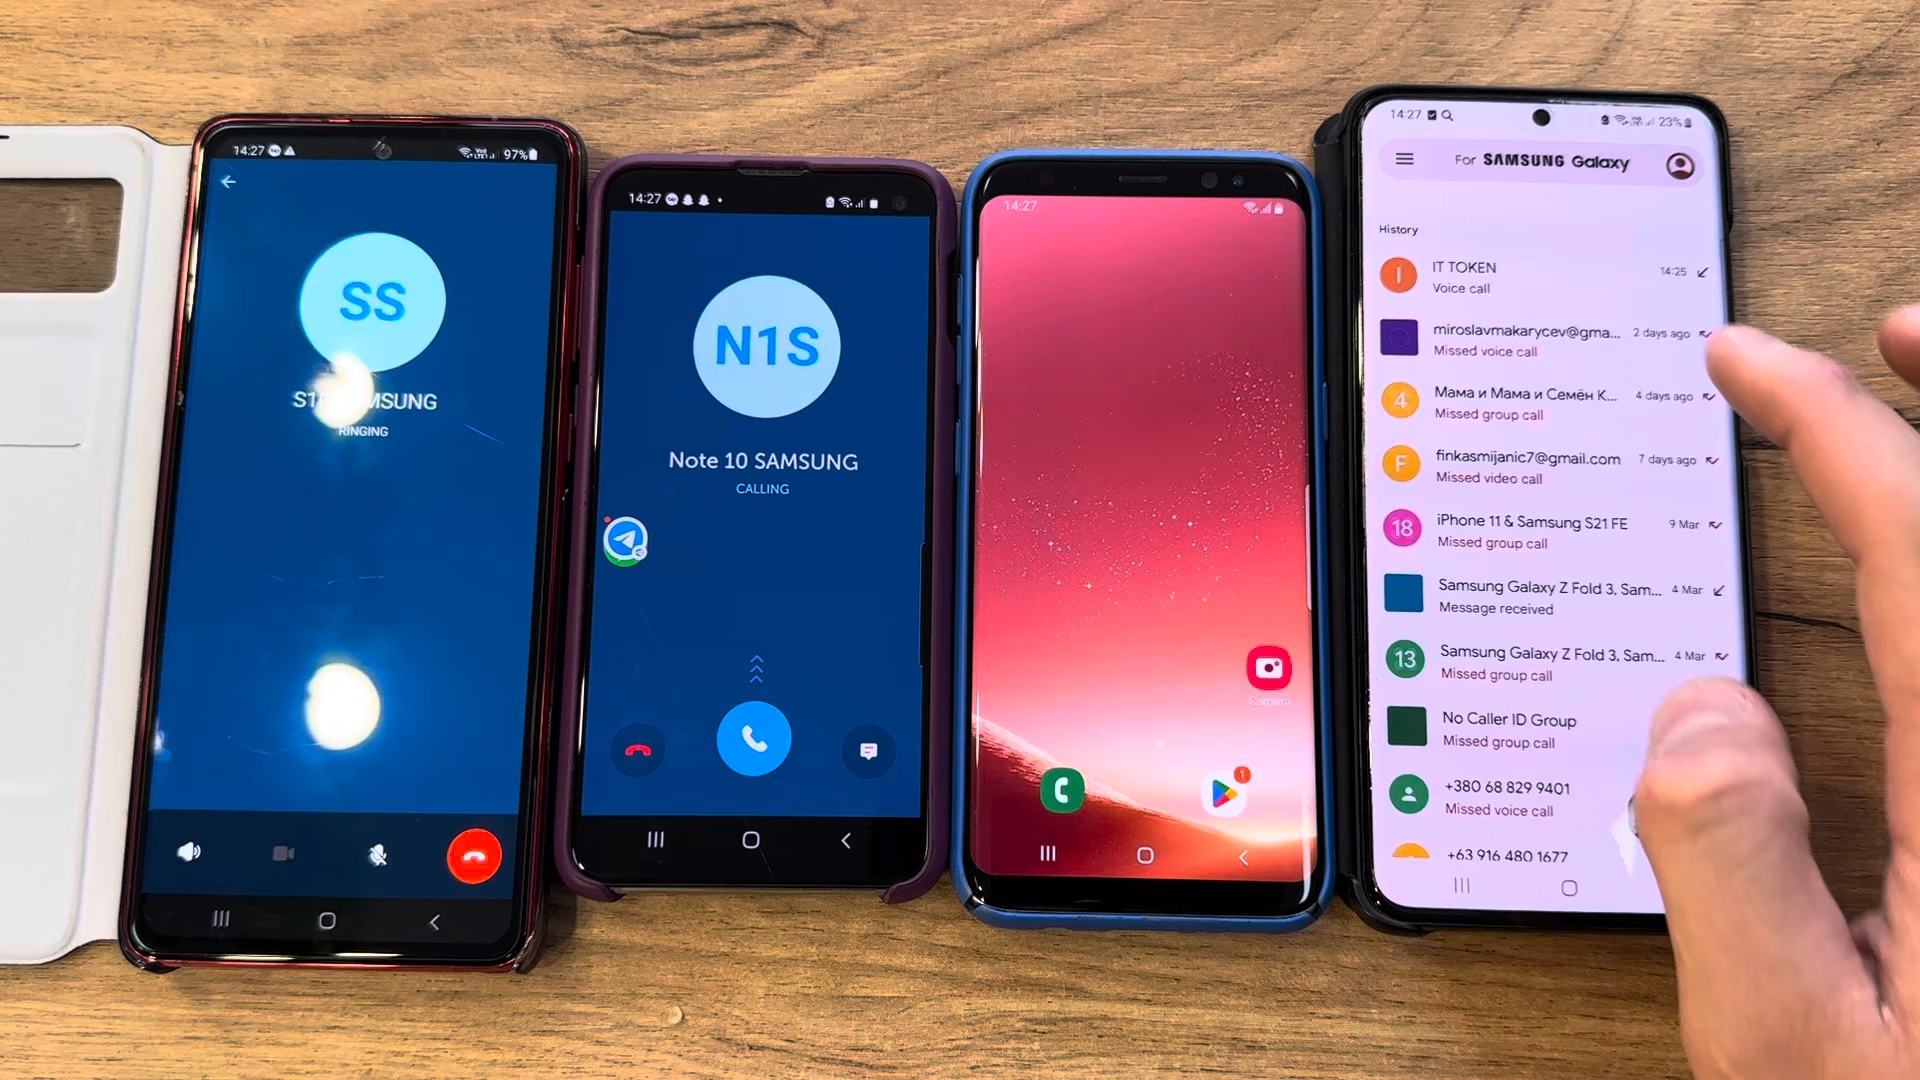 14:27
97%
SS
SAMSUNG
RINGING
14:27
N1S
Note 10 SAMSUNG
CALLING
14:27
1
Camera
14:27
23%
For SAMSUNG Galaxy
History
I
IT TOKEN
14:25
Voice call
miroslavmakarycev@gma...
2 days ago
Missed voice call
4
Мама и Мама и Семён К...
4 days ago
Missed group call
F
finkasmijanic7@gmail.com
7 days ago
Missed video call
18
iPhone 11 & Samsung S21 FE
9 Mar
Missed group call
Samsung Galaxy Z Fold 3, Sam...
4 Mar
Message received
13
Samsung Galaxy Z Fold 3, Sam...
4 Mar
Missed group call
No Caller ID Group
Missed group call
+380 68 829 9401
Missed voice call
+63 916 480 1677